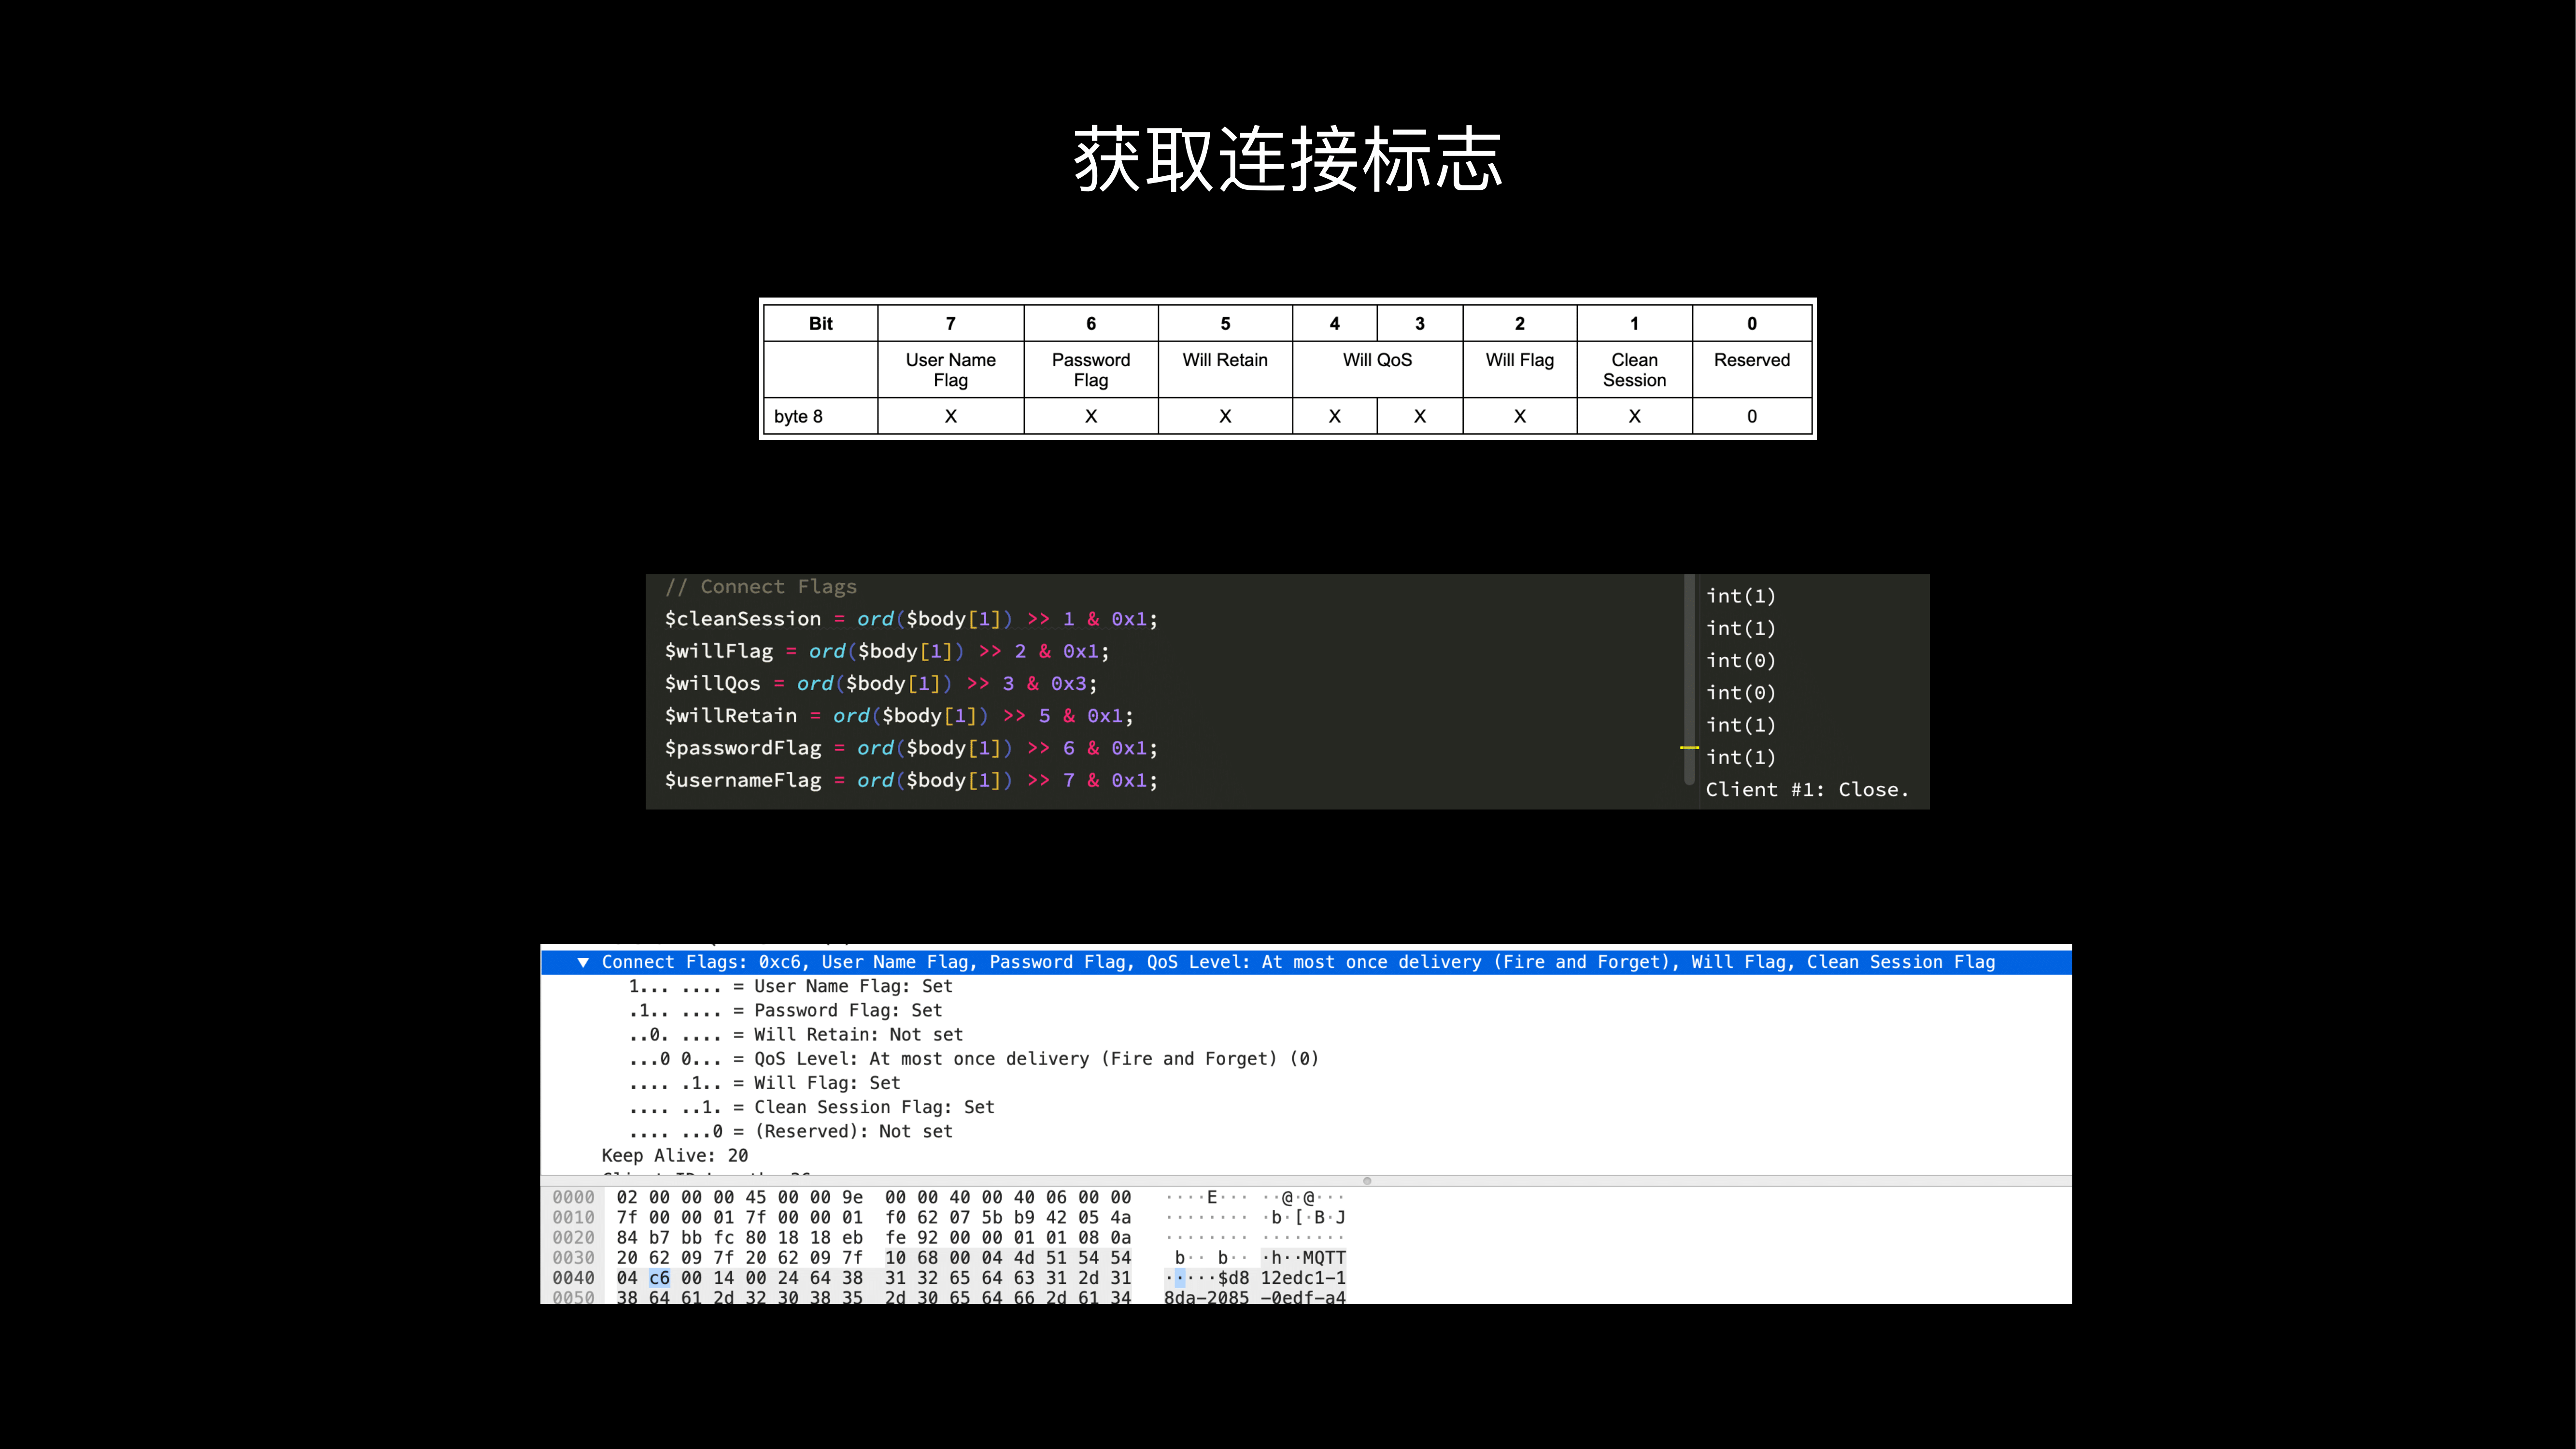 获取连接标志
Bit 7 6 5 4 3 2 1 0
User Name Flag Password Flag Will Retain Will QoS Will Flag Clean Session Reserved
byte 8 X X X X X X X 0
// Connect Flags
$cleanSession = ord($body[1]) >> 1 & 0x1;
$willFlag = ord($body[1]) >> 2 & 0x1;
$willQos = ord($body[1]) >> 3 & 0x3;
$willRetain = ord($body[1]) >> 5 & 0x1;
$passwordFlag = ord($body[1]) >> 6 & 0x1;
$usernameFlag = ord($body[1]) >> 7 & 0x1;
int(1)
int(1)
int(0)
int(0)
int(1)
int(1)
Client #1: Close.
▼ Connect Flags: 0xc6, User Name Flag, Password Flag, QoS Level: At most once delivery (Fire and Forget), Will Flag, Clean Session Flag
1... .... = User Name Flag: Set
.1.. .... = Password Flag: Set
..0. .... = Will Retain: Not set
...0 0... = QoS Level: At most once delivery (Fire and Forget) (0)
.... .1.. = Will Flag: Set
.... ..1. = Clean Session Flag: Set
.... ...0 = (Reserved): Not set
Keep Alive: 20
0000 02 00 00 00 45 00 00 9e 00 00 40 00 40 06 00 00 ····E··· ··@·@···
0010 7f 00 00 01 7f 00 00 01 f0 62 07 5b b9 42 05 4a ········ ·b·[·B·J
0020 84 b7 bb fc 80 18 18 eb fe 92 00 00 01 01 08 0a ········ ········
0030 20 62 09 7f 20 62 09 7f 10 68 00 04 4d 51 54 54 b·· b·· ·h··MQTT
0040 04 c6 00 14 00 24 64 38 31 32 65 64 63 31 2d 31 ·····$d8 12edc1-1
0050 38 64 61 2d 32 30 38 35 2d 30 65 64 66 2d 61 34 8da-2085 -0edf-a4